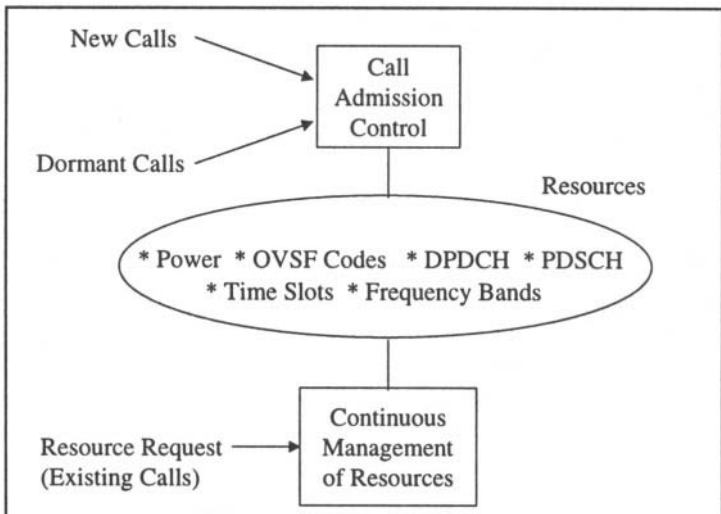 New Calls
Call
Admission
Control
Dormant Calls
Resources
* Power * OVSF Codes * DPDCH * PDSCH
* Time Slots * Frequency Bands
Continuous
Management
of Resources
Resource Request
(Existing Calls)